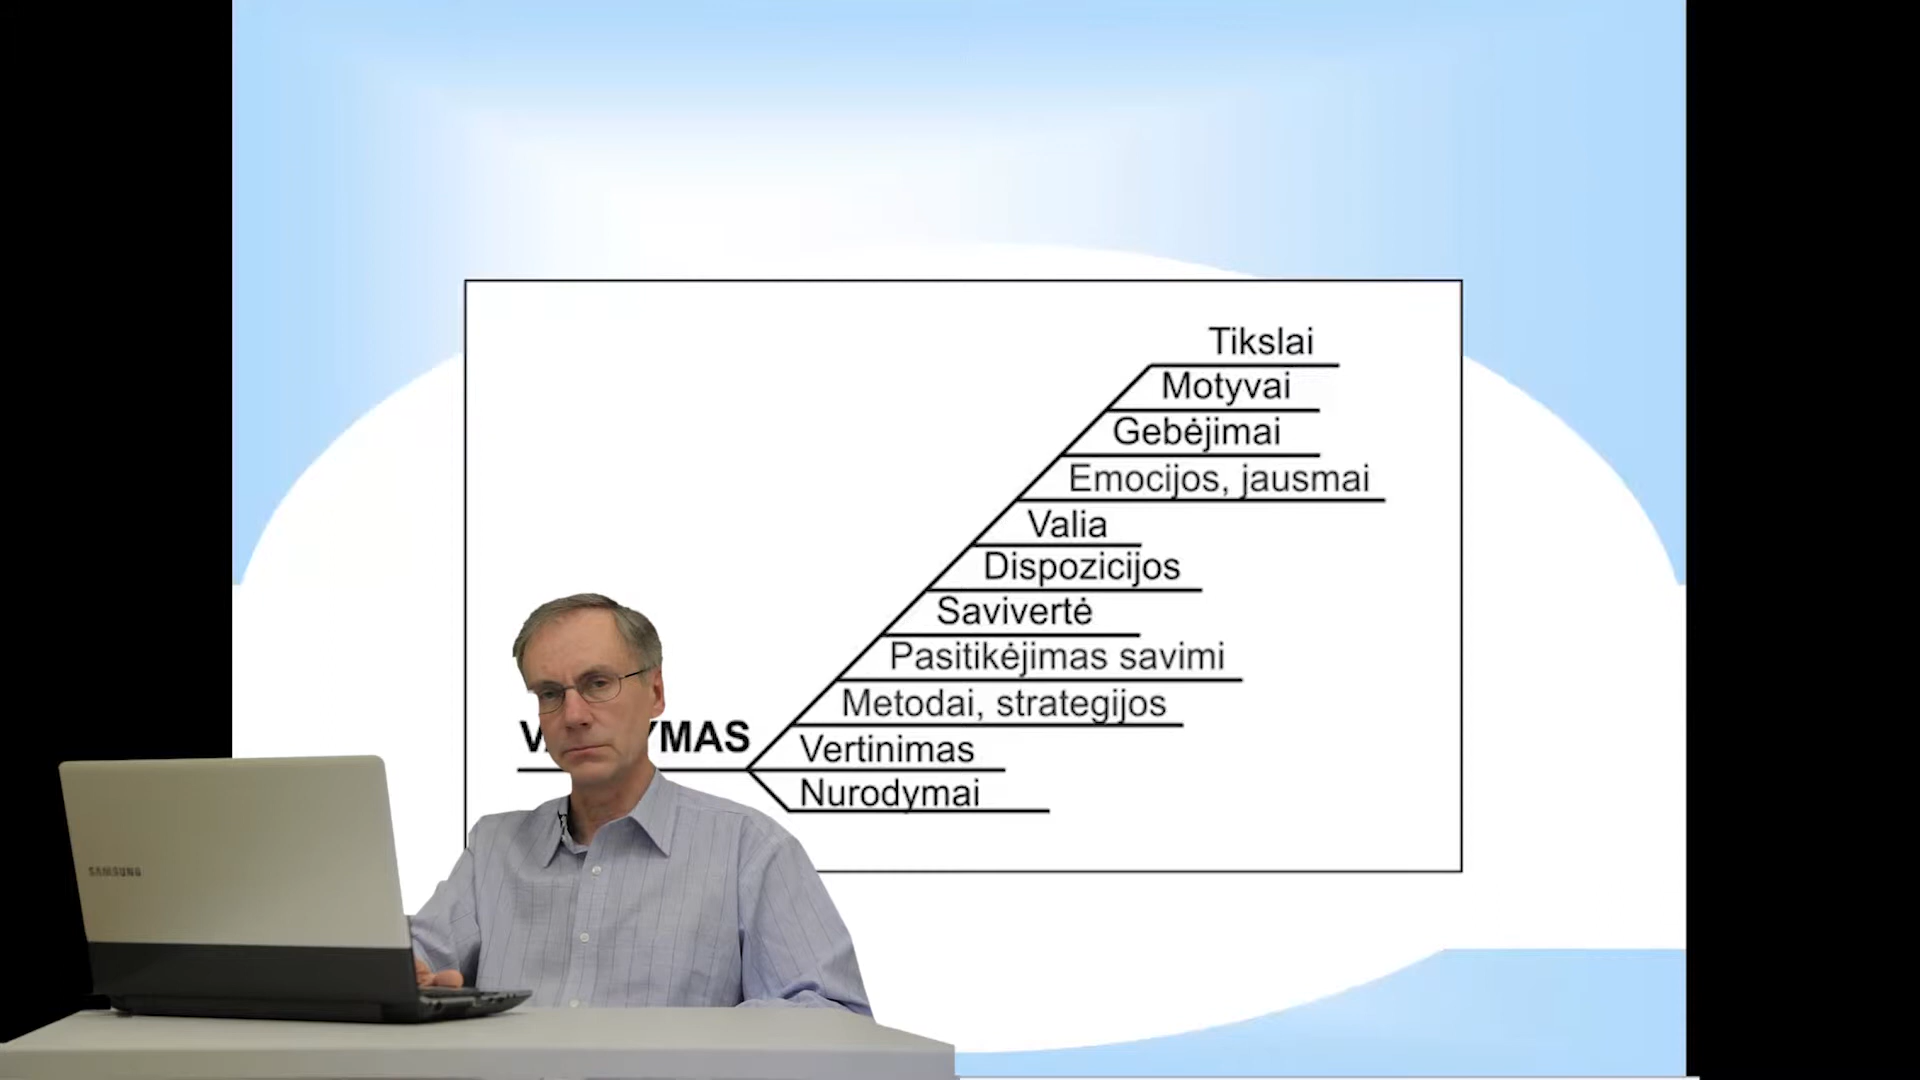 Tikslai
Motyvai
Gebėjimai
Emocijos, jausmai
Valia
Dispozicijos
Savivertė
Pasitikėjimas savimi
Metodai, strategijos
Vertinimas
Nurodymai
SAMSUNG